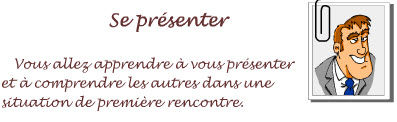 Se présenter
Vous allez apprendre à vous présenter
et à comprendre les autres dans une
situation de première rencontre.